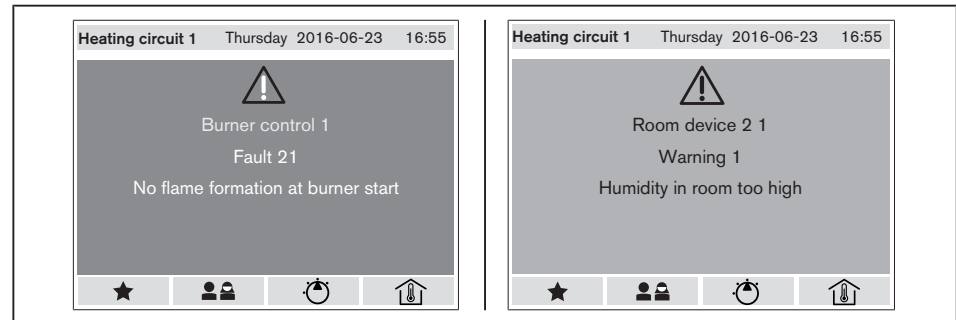 Heating circuit 1 Thursday 2016-06-23 16:55
Burner control 1
Fault 21
No flame formation at burner start
Heating circuit 1 Thursday 2016-06-23 16:55
Room device 2 1
Warning 1
Humidity in room too high